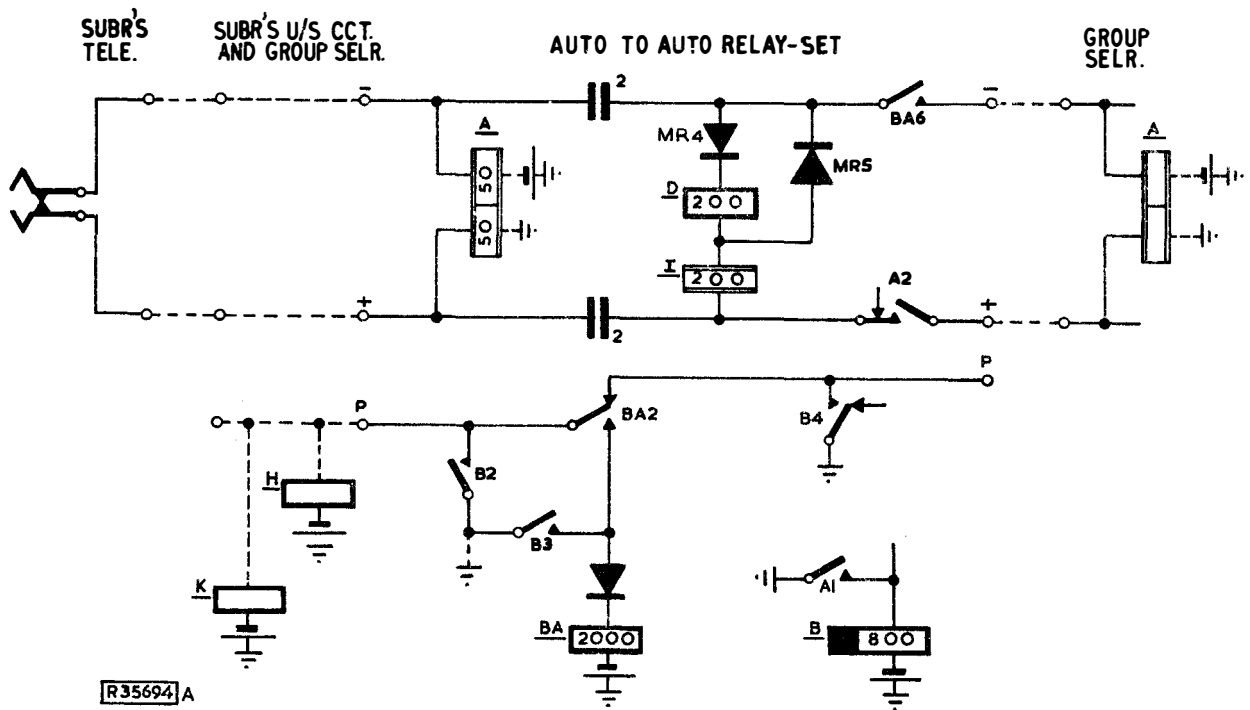 SUBR'S
TELE.
SUBR'S U/S CCT.
AND GROUP SELR.
AUTO TO AUTO RELAY-SET
GROUP
SELR.
2
BA6
A
50
50
MR4
MR5
D
200
I
200
A2
A
2
P
BA2
B4
P
H
B2
B3
K
BA
2000
A1
B
800
R35694 A